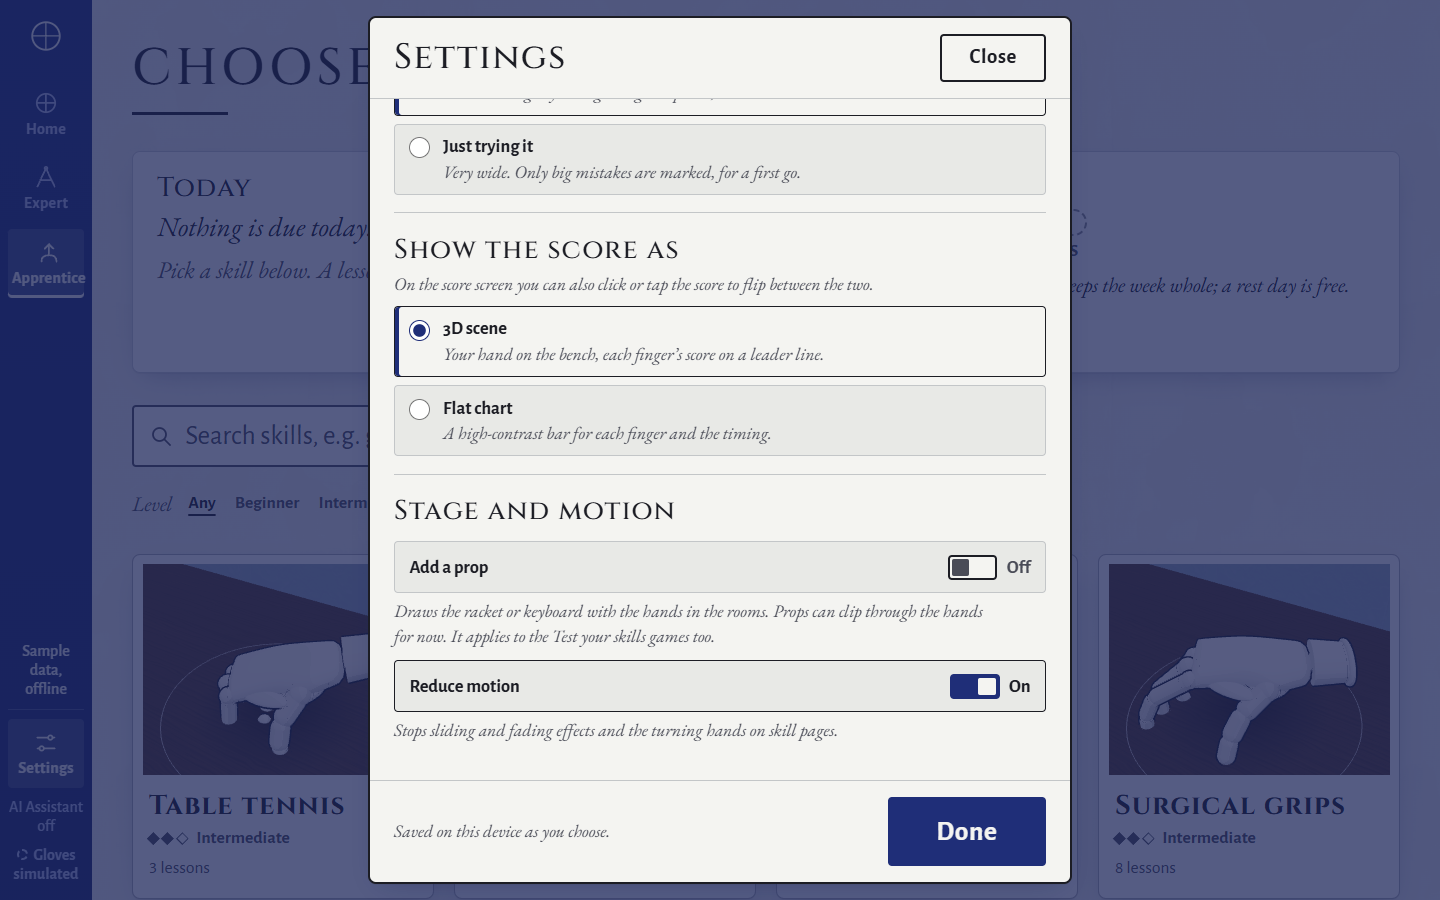 Home
Expert
Apprentice
Sample
data,
offline
Settings
AI Assistant
off
Gloves
simulated
CHOOSE
Today
Nothing is due today.
Pick a skill below. A less
keeps the week whole; a rest day is free.
Search skills, e.g.
Level Any Beginner Interm
Table tennis
Intermediate
3 lessons
Surgical grips
Intermediate
8 lessons
Settings
Close
Just trying it
Very wide. Only big mistakes are marked, for a first go.
Show the score as
On the score screen you can also click or tap the score to flip between the two.
3D scene
Your hand on the bench, each finger’s score on a leader line.
Flat chart
A high-contrast bar for each finger and the timing.
Stage and motion
Add a prop Off
Draws the racket or keyboard with the hands in the rooms. Props can clip through the hands
for now. It applies to the Test your skills games too.
Reduce motion On
Stops sliding and fading effects and the turning hands on skill pages.
Saved on this device as you choose.
Done